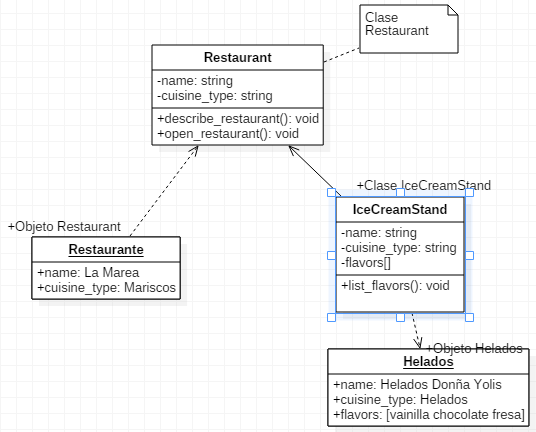 Clase
Restaurant
Restaurant
-name: string
-cuisine_type: string
+describe_restaurant(): void
+open_restaurant(): void
+Clase IceCreamStand
IceCreamStand
-name: string
-cuisine_type: string
-flavors[]
+list_flavors(): void
+Objeto Restaurant
Restaurante
+name: La Marea
+cuisine_type: Mariscos
+Objeto Helados
Helados
+name: Helados Donña Yolis
+cuisine_type: Helados
+flavors: [vainilla chocolate fresa]